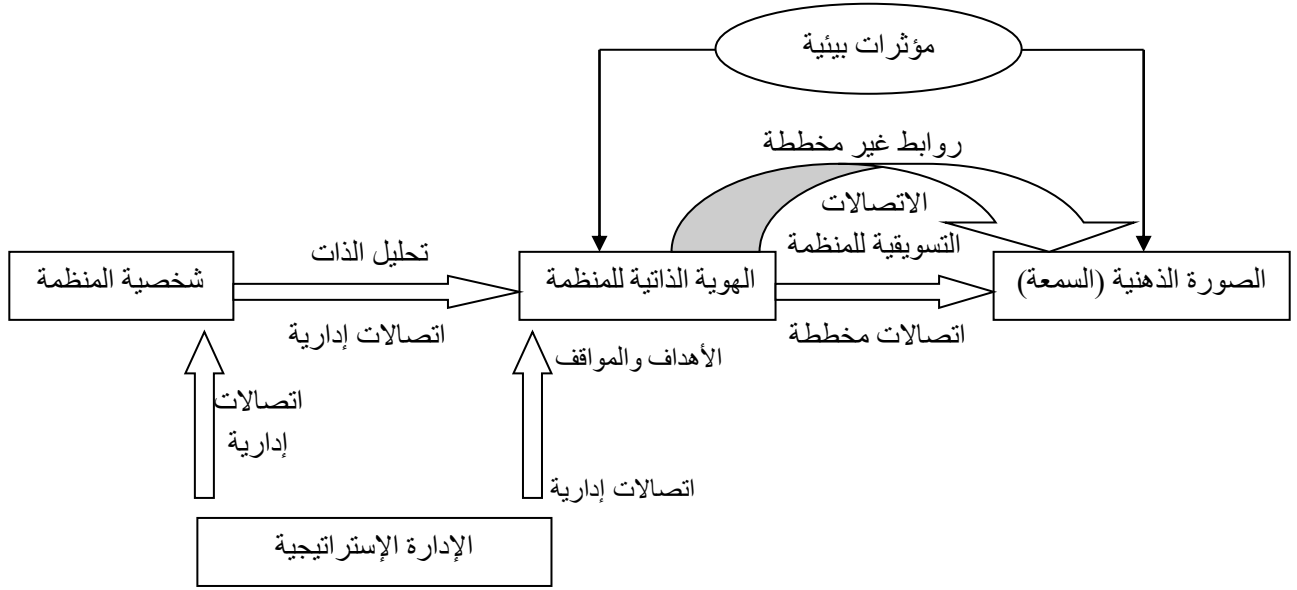 مؤثرات بيئية
روابط غير مخططة
الاتصالات
التسويقية للمنظمة
تحليل الذات
شخصية المنظمة
الهوية الذاتية للمنظمة
الصورة الذهنية (السمعة)
اتصالات إدارية
اتصالات مخططة
الأهداف والمواقف
اتصالات
إدارية
اتصالات إدارية
الإدارة الإستراتيجية